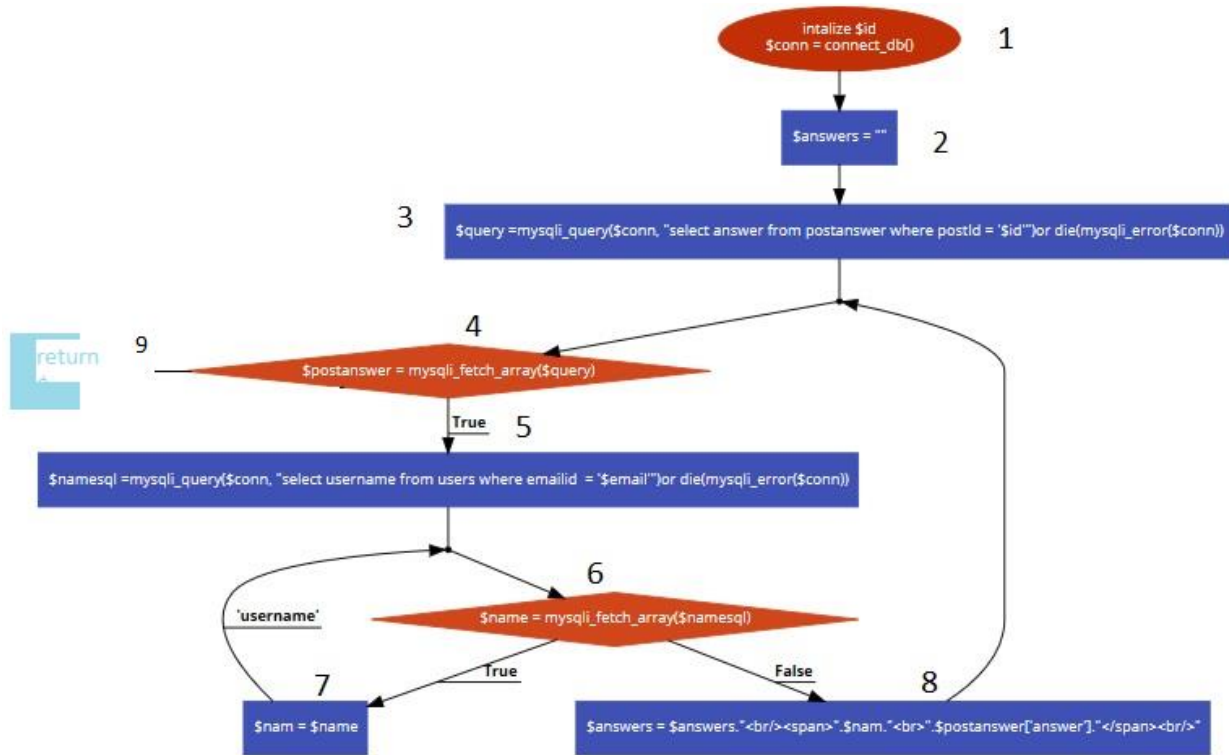 intalize $id
$conn = connect_db()
1
$answers = ""
2
3
$query =mysqli_query($conn, "select answer from postanswer where postId = '$id'")or die(mysqli_error($conn))
4
9
return
$postanswer = mysqli_fetch_array($query)
True
5
$namesql =mysqli_query($conn, "select username from users where emailid = '$email'")or die(mysqli_error($conn))
6
'username'
$name = mysqli_fetch_array($namesql)
True
False
7
8
$nam = $name
$answers = $answers."<br/><span>".$nam."<br>".$postanswer['answer']."</span><br/>"